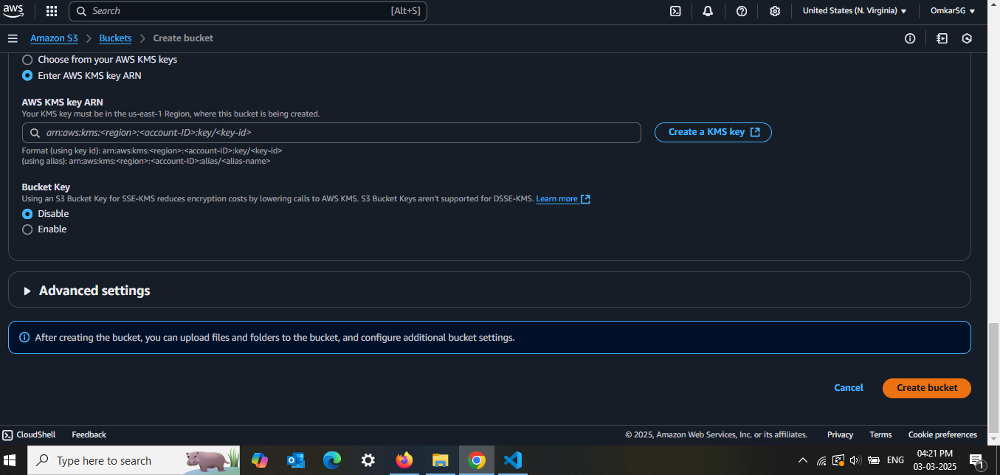 aws
Search
[Alt+S]
United States (N. Virginia)
OmkarSG
Amazon S3
Buckets
Create bucket
Choose from your AWS KMS keys
Enter AWS KMS key ARN
AWS KMS key ARN
Your KMS key must be in the us-east-1 Region, where this bucket is being created.
arn:aws:kms:<region>:<account-ID>:key/<key-id>
Create a KMS key
Format (using key id): arn:aws:kms:<region>:<account-ID>:key/<key-id>
(using alias): arn:aws:kms:<region>:<account-ID>:alias/<alias-name>
Bucket Key
Using an S3 Bucket Key for SSE-KMS reduces encryption costs by lowering calls to AWS KMS. S3 Bucket Keys aren't supported for DSSE-KMS. Learn more
Disable
Enable
Advanced settings
After creating the bucket, you can upload files and folders to the bucket, and configure additional bucket settings.
Cancel
Create bucket
CloudShell
Feedback
© 2025, Amazon Web Services, Inc. or its affiliates.
Privacy
Terms
Cookie preferences
Type here to search
ENG
04:21 PM
03-03-2025
1